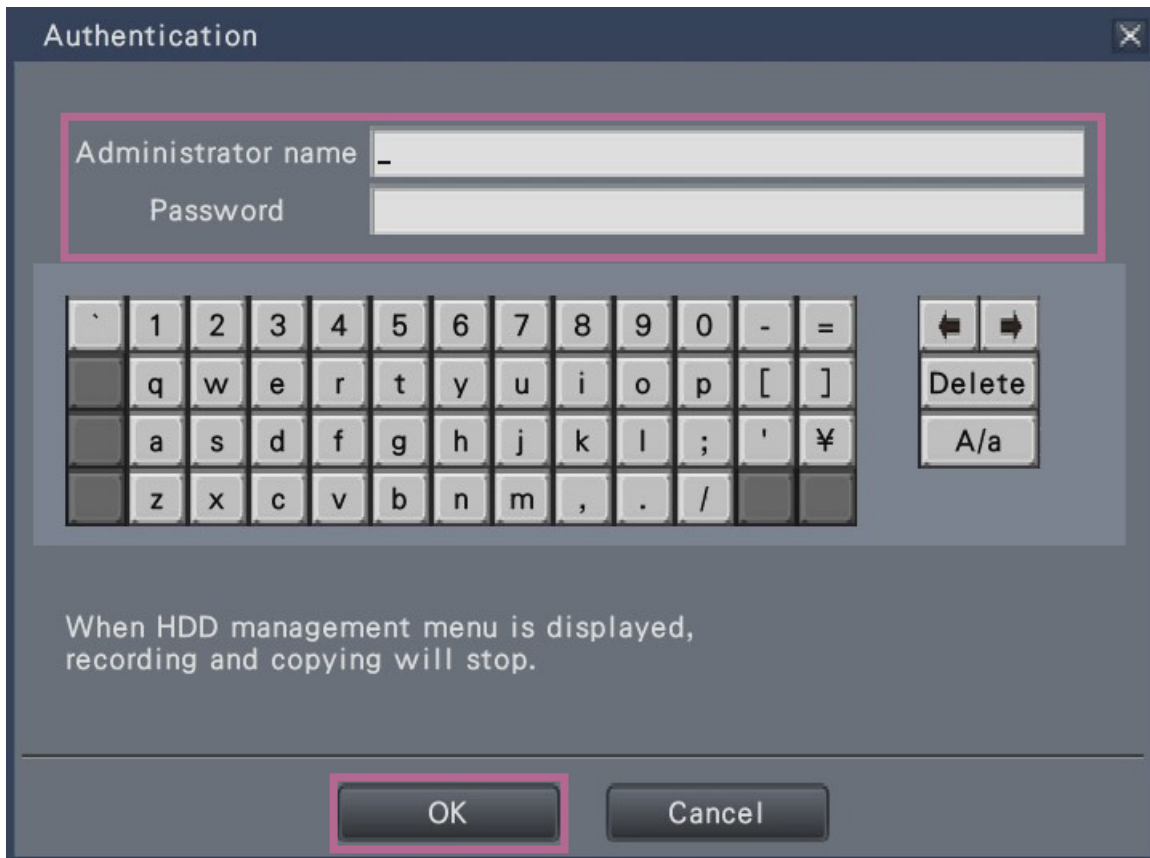 Authentication
Administrator name _
Password
` 1 2 3 4 5 6 7 8 9 0 - =
q w e r t y u i o p [ ] Delete
a s d f g h j k l ; ' ¥ A/a
z x c v b n m , . /
When HDD management menu is displayed,
recording and copying will stop.
OK Cancel